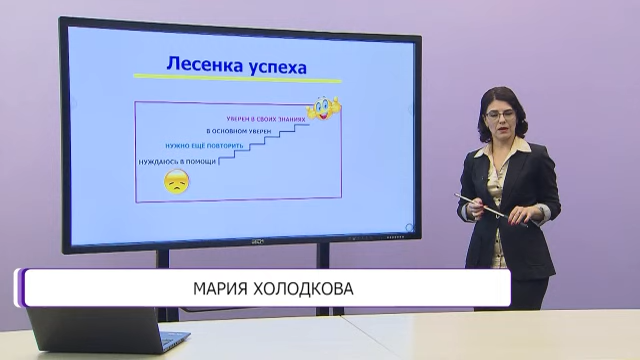 Лесенка успеха
УВЕРЕН В СВОИХ ЗНАНИЯХ
В ОСНОВНОМ УВЕРЕН
НУЖНО ЕЩЁ ПОВТОРИТЬ
НУЖДАЮСЬ В ПОМОЩИ
МАРИЯ ХОЛОДКОВА